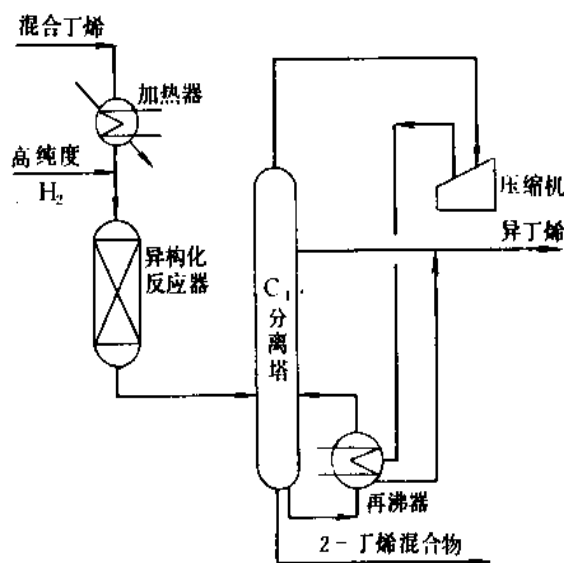 混合丁烯
加热器
高纯度
H₂
压缩机
异丁烯
异构化
反应器
C₄
分离塔
再沸器
2-丁烯混合物